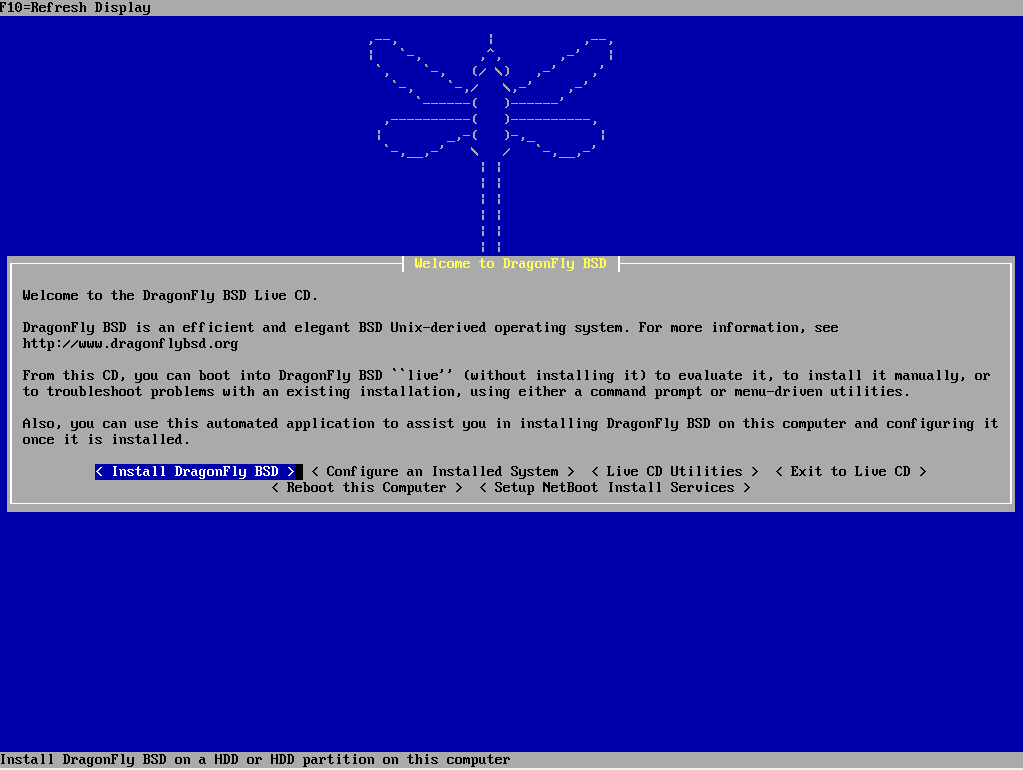 F10=Refresh Display
Welcome to DragonFly BSD
Welcome to the DragonFly BSD Live CD.
DragonFly BSD is an efficient and elegant BSD Unix-derived operating system. For more information, see
http://www.dragonflybsd.org
From this CD, you can boot into DragonFly BSD ``live'' (without installing it) to evaluate it, to install it manually, or
to troubleshoot problems with an existing installation, using either a command prompt or menu-driven utilities.
Also, you can use this automated application to assist you in installing DragonFly BSD on this computer and configuring it
once it is installed.
< Install DragonFly BSD > < Configure an Installed System > < Live CD Utilities > < Exit to Live CD >
< Reboot this Computer > < Setup NetBoot Install Services >
Install DragonFly BSD on a HDD or HDD partition on this computer